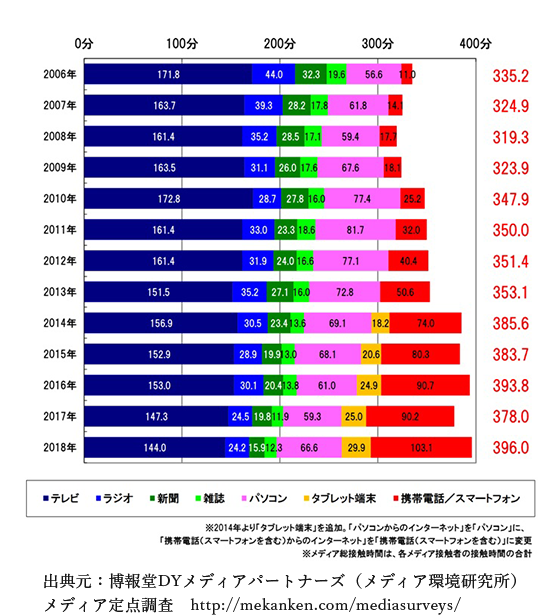 0分 100分 200分 300分 400分
2006年 171.8 44.0 32.3 19.6 56.6 11.0 335.2
2007年 163.7 39.3 28.2 17.8 61.8 14.1 324.9
2008年 161.4 35.2 28.5 17.1 59.4 17.7 319.3
2009年 163.5 31.1 26.0 17.6 67.6 18.1 323.9
2010年 172.8 28.7 27.8 16.0 77.4 25.2 347.9
2011年 161.4 33.0 23.3 18.6 81.7 32.0 350.0
2012年 161.4 31.9 24.0 16.6 77.1 40.4 351.4
2013年 151.5 35.2 27.1 16.0 72.8 50.6 353.1
2014年 156.9 30.5 23.4 13.6 69.1 18.2 74.0 385.6
2015年 152.9 28.9 19.9 13.0 68.1 20.6 80.3 383.7
2016年 153.0 30.1 20.4 13.8 61.0 24.9 90.7 393.8
2017年 147.3 24.5 19.8 11.9 59.3 25.0 90.2 378.0
2018年 144.0 24.2 15.9 12.3 66.6 29.9 103.1 396.0
テレビ ラジオ 新聞 雑誌 パソコン タブレット端末 携帯電話/スマートフォン
※2014年より「タブレット端末」を追加。「パソコンからのインターネット」を「パソコン」に、
「携帯電話(スマートフォンを含む)からのインターネット」を「携帯電話(スマートフォンを含む)」に変更
※メディア総接触時間は、各メディア接触者の接触時間の合計
出典元:博報堂DYメディアパートナーズ(メディア環境研究所)
メディア定点調査 http://mekanken.com/mediasurveys/